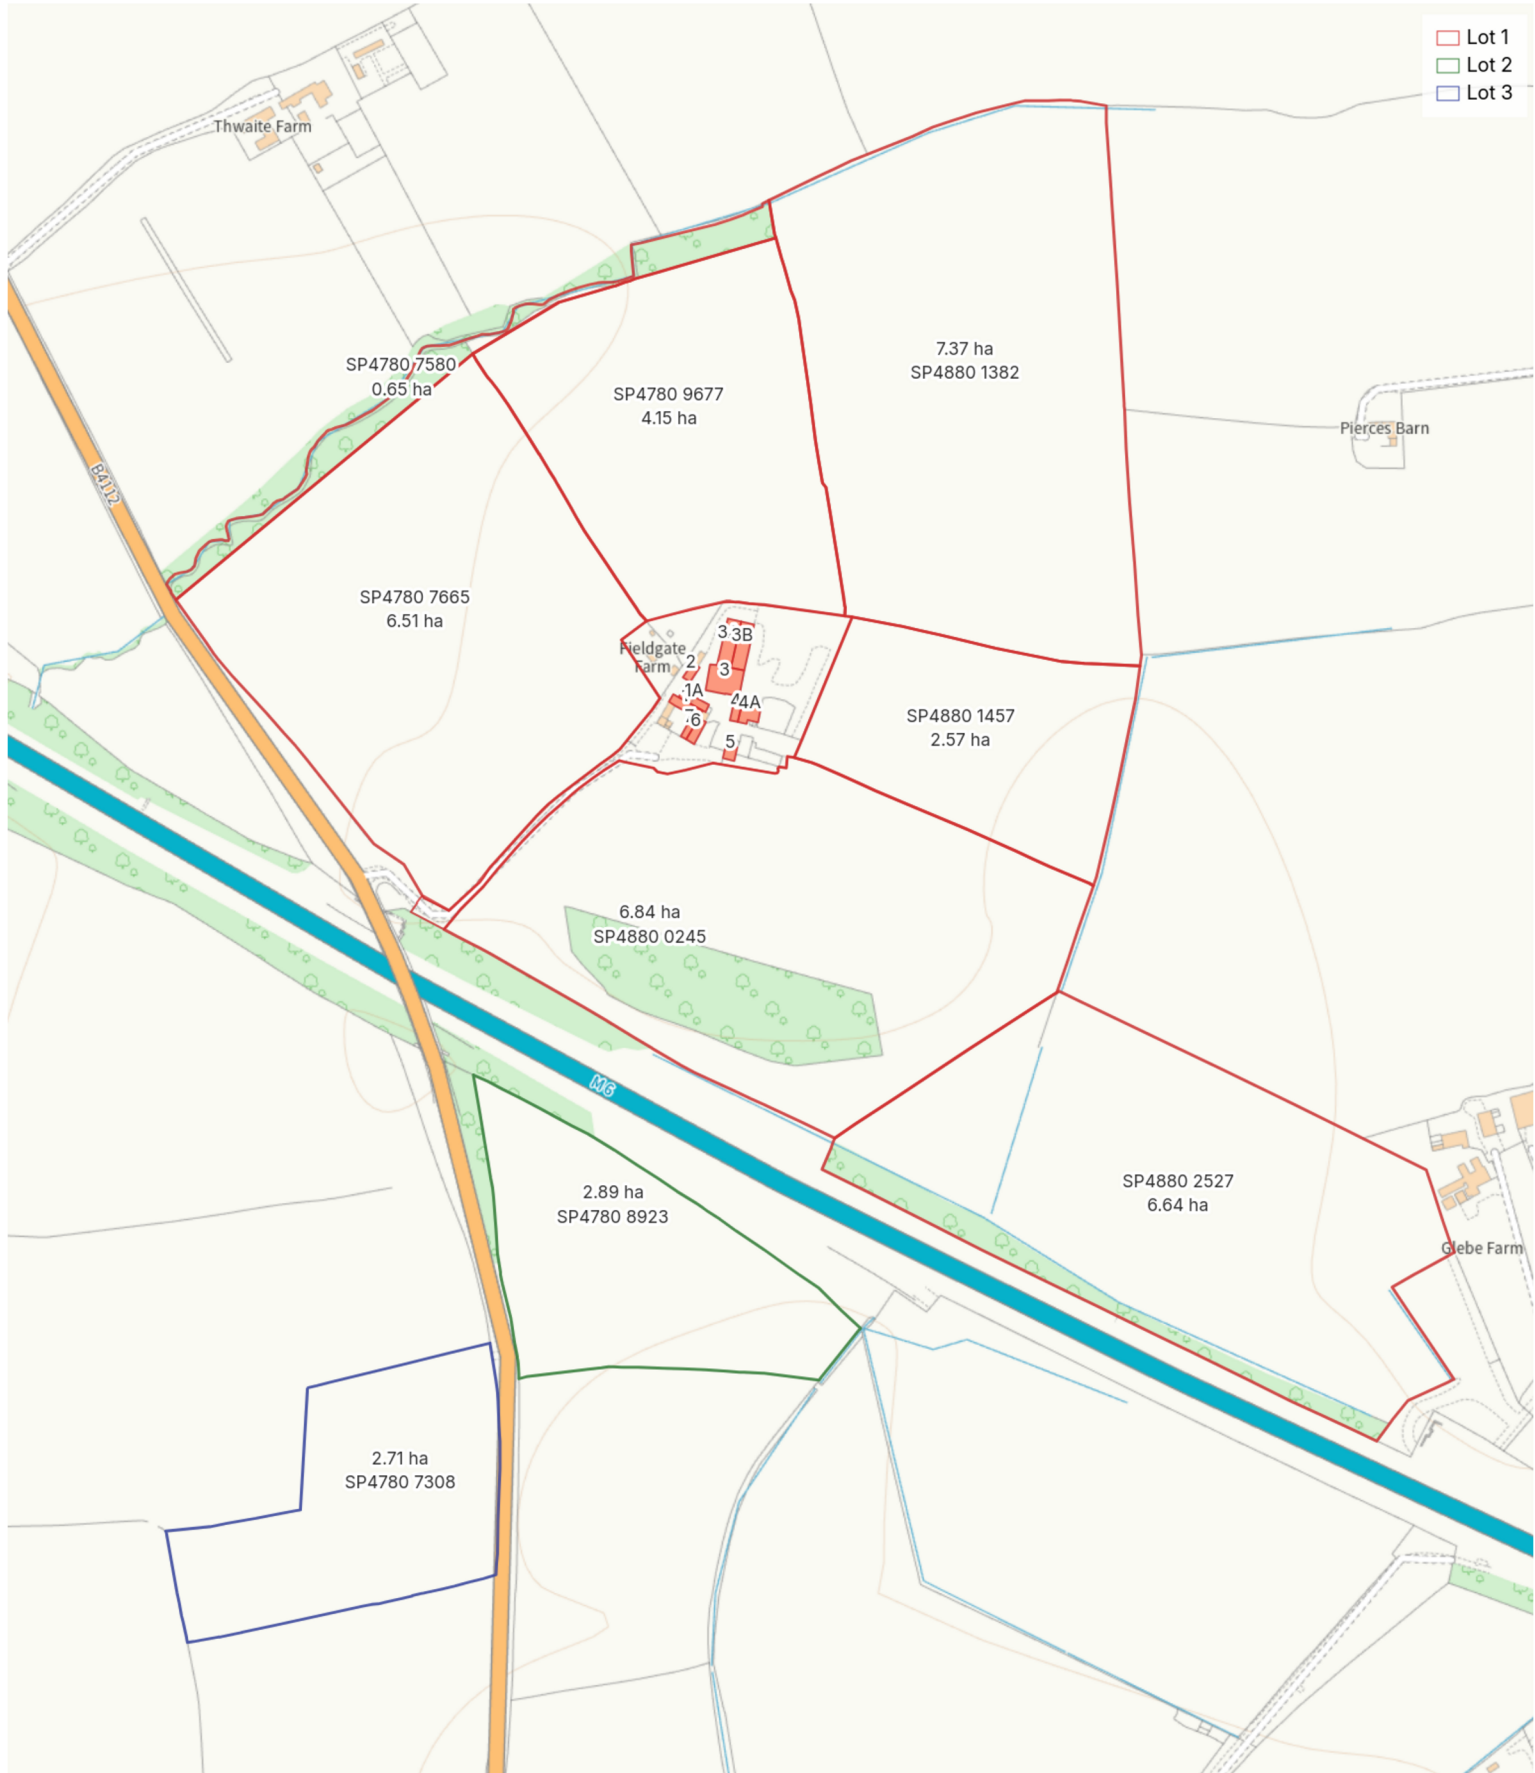 Lot 1
Lot 2
Lot 3
Thwaite Farm
7.37 ha
SP4880 1382
SP4780 7580
0.65 ha
SP4780 9677
4.15 ha
Pierces Barn
B4112
SP4780 7665
6.51 ha
3
3B
Fieldgate
Farm
2
3
1A
4A
6
5
SP4880 1457
2.57 ha
6.84 ha
SP4880 0245
M6
2.89 ha
SP4780 8923
SP4880 2527
6.64 ha
Glebe Farm
2.71 ha
SP4780 7308